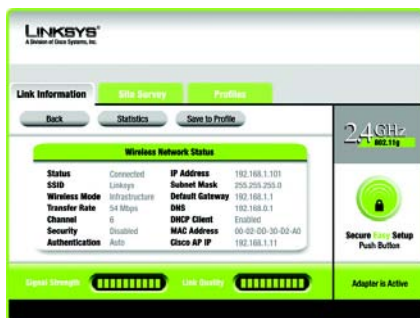 LINKSYS®
A Division of Cisco Systems, Inc.
Link Information
Site Survey
Profiles
Back
Statistics
Save to Profile
2.4GHz
802.11g
Wireless Network Status
Status Connected
SSID Linksys
Wireless Mode Infrastructure
Transfer Rate 54 Mbps
Channel 6
Security Disabled
Authentication Auto
IP Address 192.168.1.101
Subnet Mask 255.255.255.0
Default Gateway 192.168.1.1
DNS 192.168.0.1
DHCP Client Enabled
MAC Address 00-02-DD-30-D2-A0
Cisco AP IP 192.168.1.11
Secure Easy Setup
Push Button
Signal Strength
Link Quality
Adapter is Active